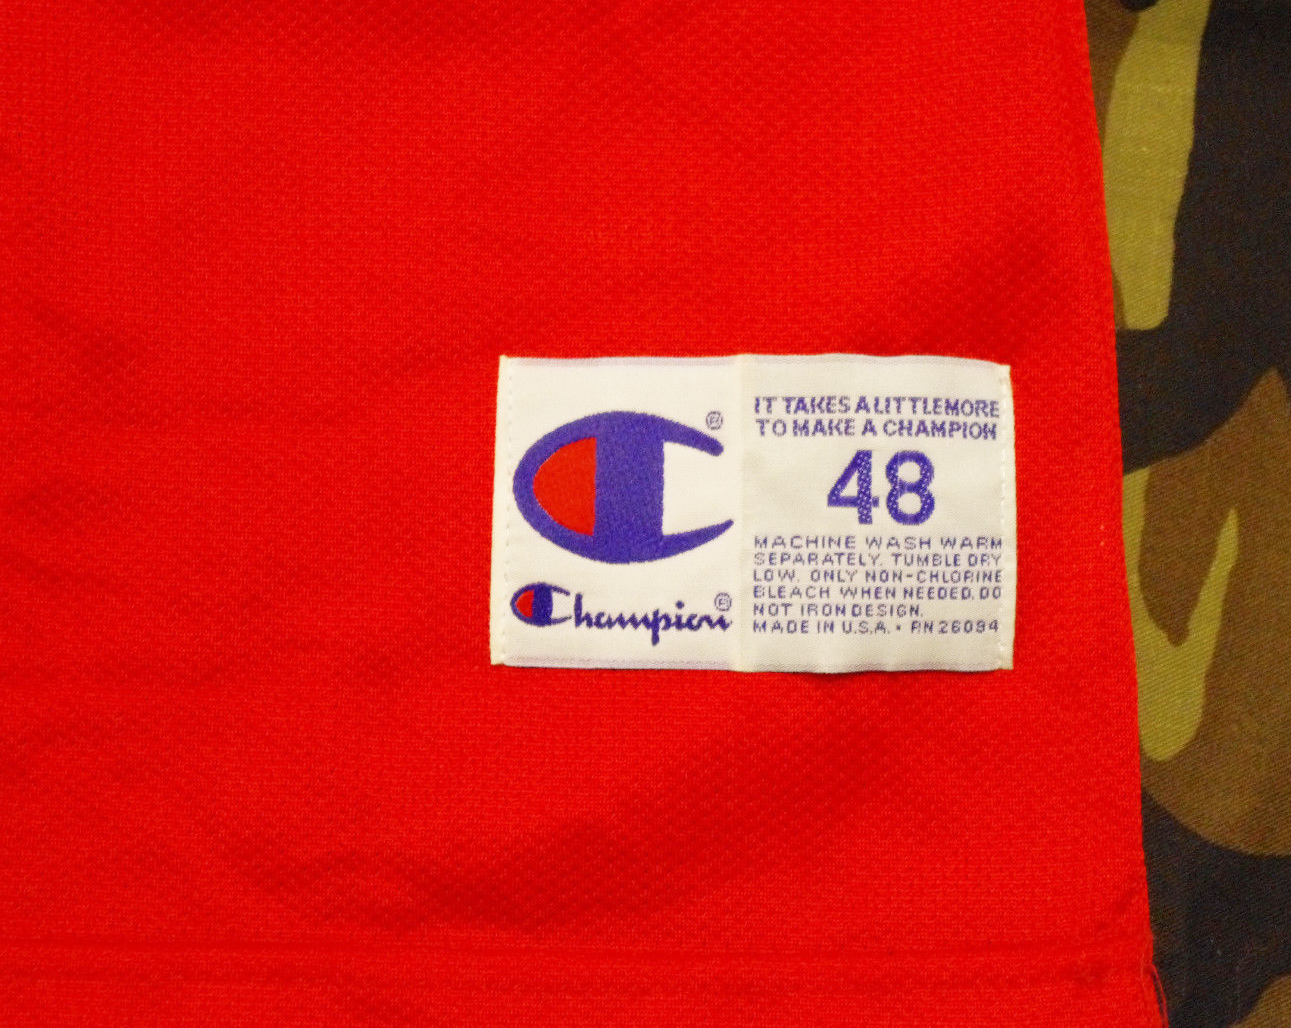 ®
Champion®
IT TAKES A LITTLE MORE
TO MAKE A CHAMPION
48
MACHINE WASH WARM
SEPARATELY. TUMBLE DRY
LOW. ONLY NON-CHLORINE
BLEACH WHEN NEEDED. DO
NOT IRON DESIGN.
MADE IN U.S.A. • RN 26094